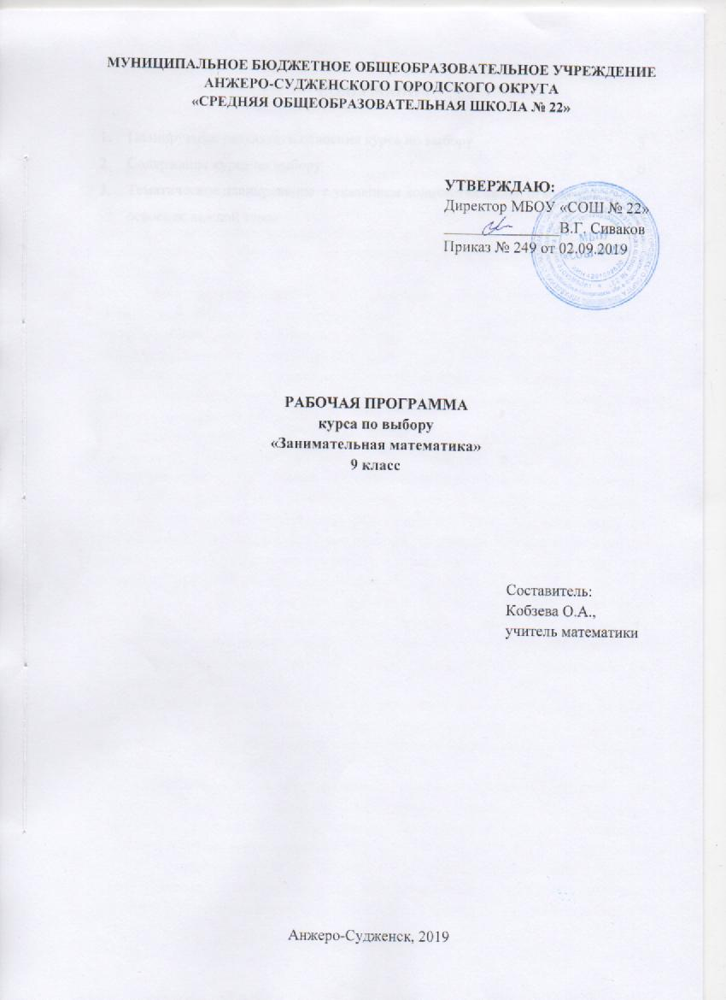 МУНИЦИПАЛЬНОЕ БЮДЖЕТНОЕ ОБЩЕОБРАЗОВАТЕЛЬНОЕ УЧРЕЖДЕНИЕ
АНЖЕРО-СУДЖЕНСКОГО ГОРОДСКОГО ОКРУГА
«СРЕДНЯЯ ОБЩЕОБРАЗОВАТЕЛЬНАЯ ШКОЛА № 22»
УТВЕРЖДАЮ:
Директор МБОУ «СОШ № 22»
В.Г. Сиваков
Приказ № 249 от 02.09.2019
МБОУ
РАБОЧАЯ ПРОГРАММА
курса по выбору
«Занимательная математика»
9 класс
Составитель:
Кобзева О.А.,
учитель математики
Анжеро-Судженск, 2019